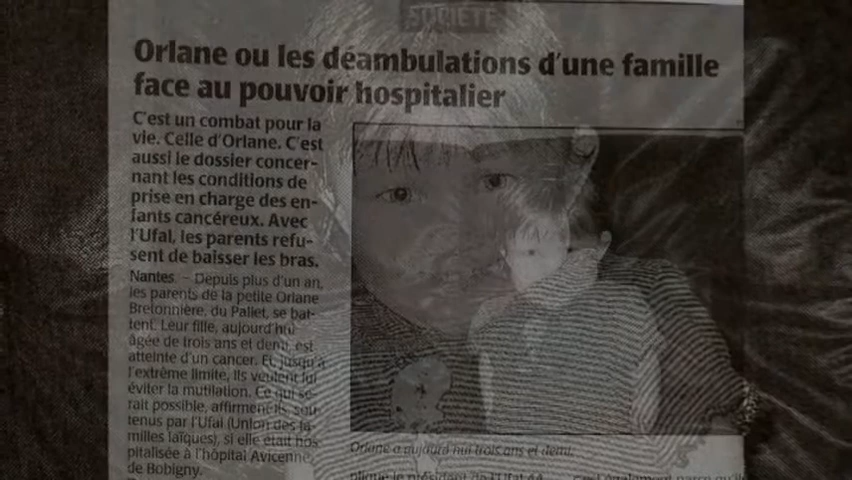 SOCIÉTÉ
Orlane ou les déambulations d'une famille
face au pouvoir hospitalier
C'est un combat pour la
vie. Celle d'Orlane. C'est
aussi le dossier concer-
nant les conditions de
prise en charge des en-
fants cancéreux. Avec
l'Ufal, les parents refu-
sent de baisser les bras.
Nantes. – Depuis plus d'un an,
les parents de la petite Orlane
Bretonnière, du Pallet, se bat-
tent. Leur fille, aujourd'hui
âgée de trois ans et demi, est
atteinte d'un cancer. Et jusqu'à
l'extrême limite, ils veulent lui
éviter la mutilation. Ce qui se-
rait possible, affirment-ils, sou-
tenus par l'Ufal (Union des fa-
milles laïques), si elle était hos-
pitalisée à l'hôpital Avicenne,
de Bobigny.
Orlane a aujourd'hui trois ans et demi.
plique le président de l'Ufal 44